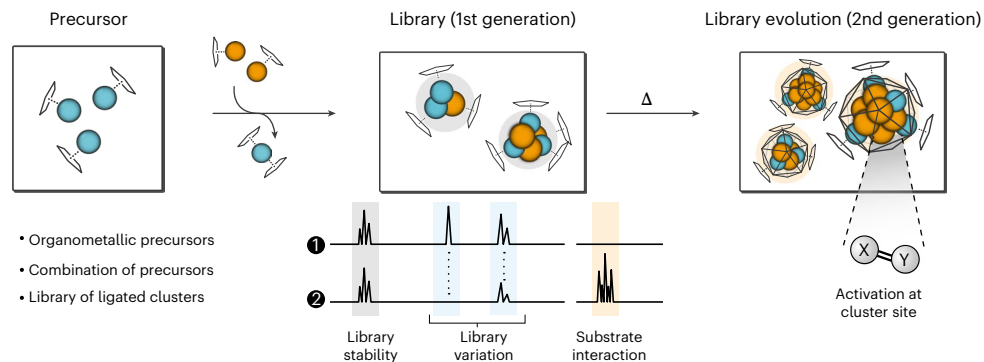 Precursor
Library (1st generation)
Library evolution (2nd generation)
Δ
• Organometallic precursors
• Combination of precursors
• Library of ligated clusters
1
2
Library
stability
Library
variation
Substrate
interaction
X
Y
Activation at
cluster site